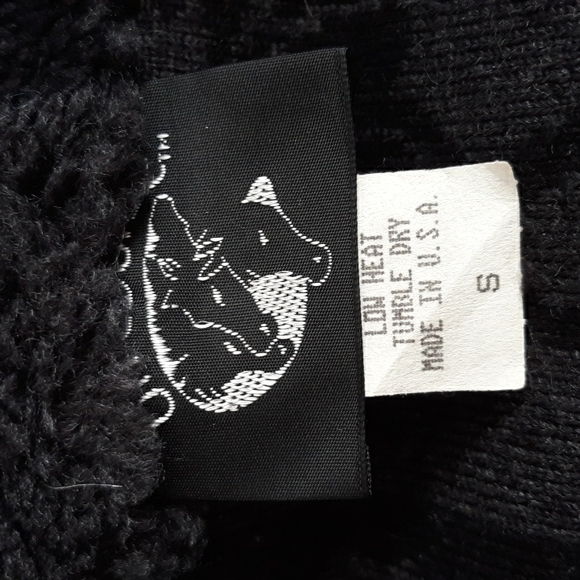 LOW HEAT
TUMBLE DRY
MADE IN U.S.A.
S